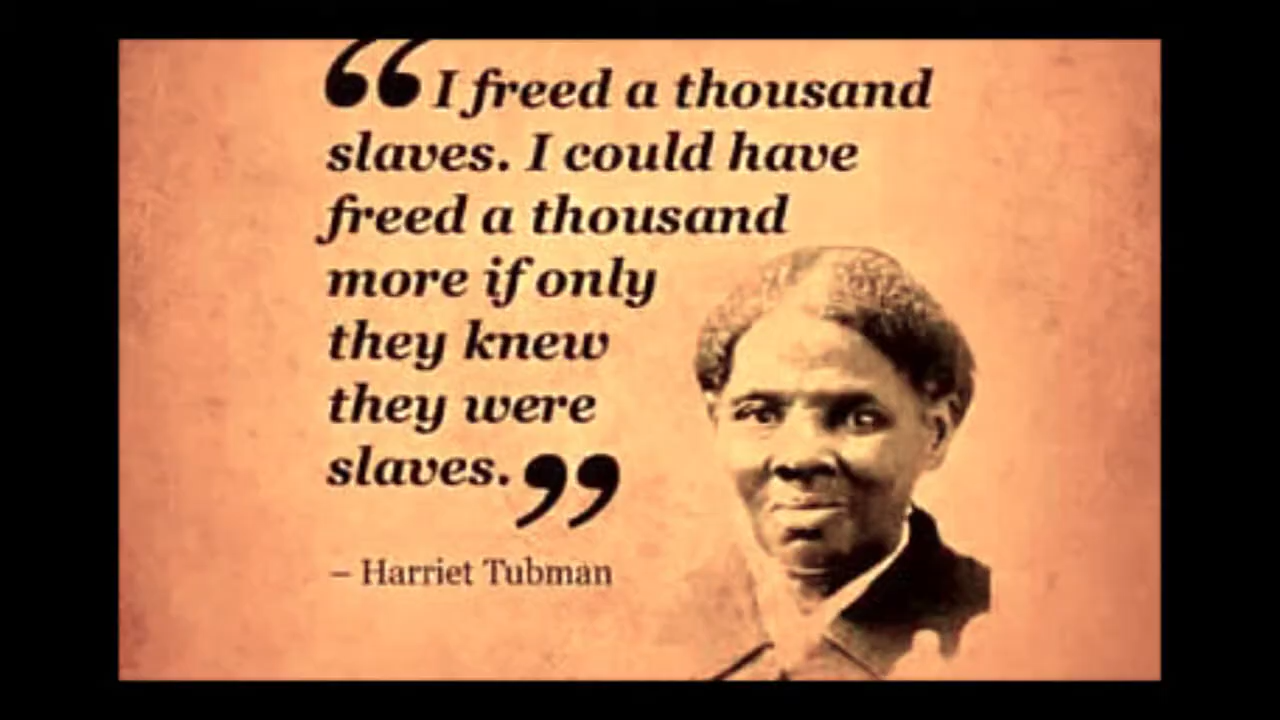 “I freed a thousand
slaves. I could have
freed a thousand
more if only
they knew
they were
slaves.”
– Harriet Tubman